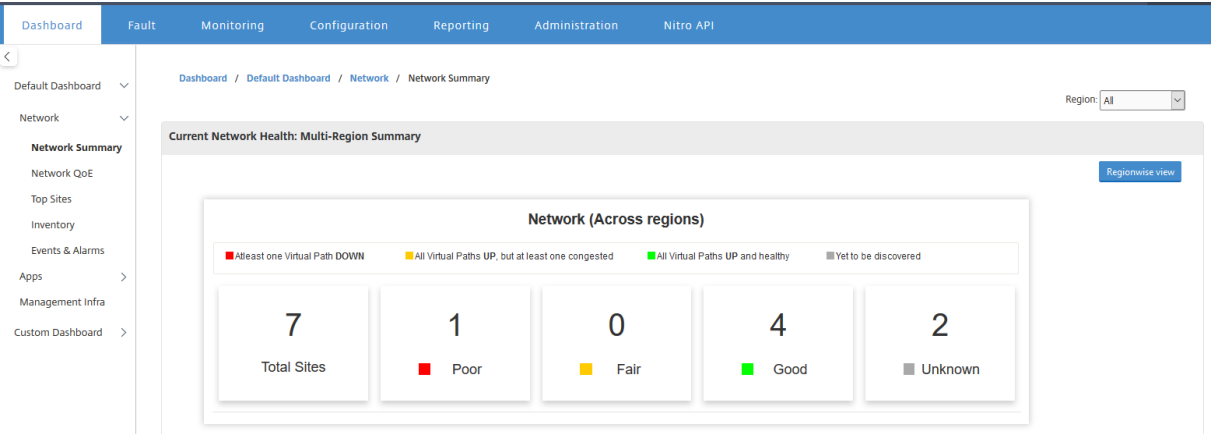 Dashboard Fault Monitoring Configuration Reporting Administration Nitro API
Dashboard / Default Dashboard / Network / Network Summary
Region: All
Default Dashboard
Network
Network Summary
Network QoE
Top Sites
Inventory
Events & Alarms
Apps
Management Infra
Custom Dashboard
Current Network Health: Multi-Region Summary
Regionwise view
Network (Across regions)
Atleast one Virtual Path DOWN All Virtual Paths UP, but at least one congested All Virtual Paths UP and healthy Yet to be discovered
7 1 0 4 2
Total Sites Poor Fair Good Unknown